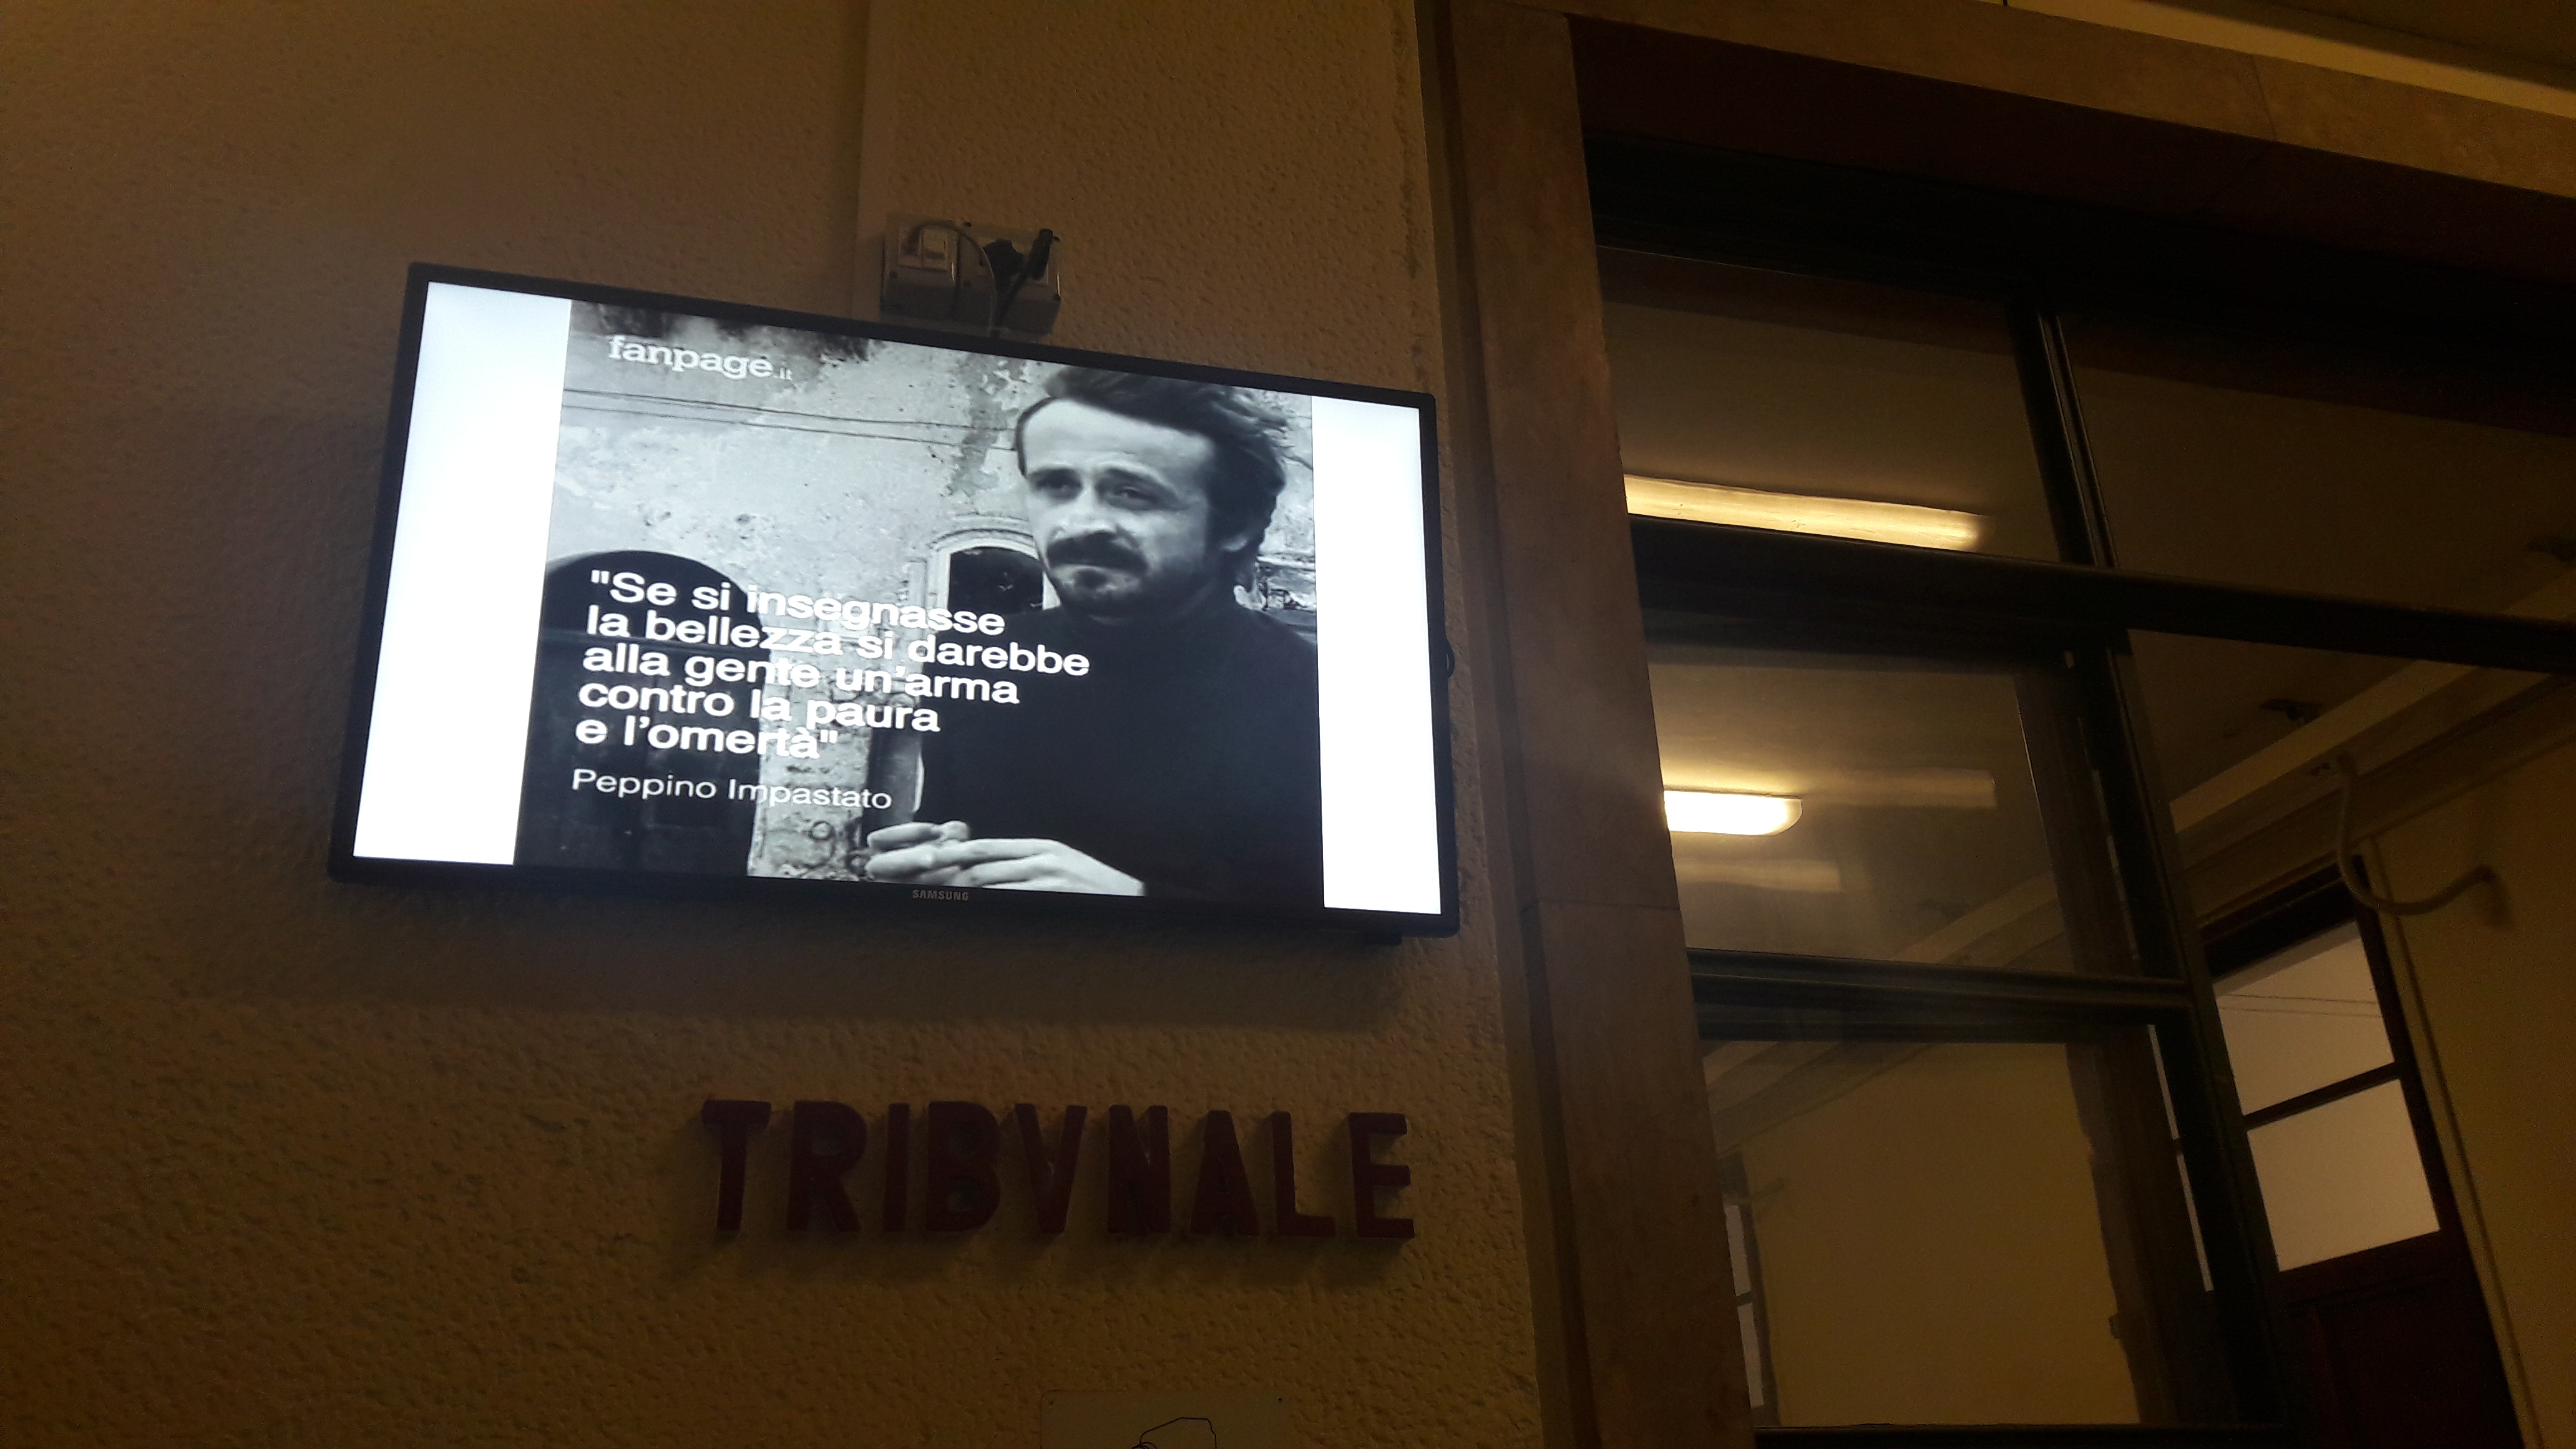 fanpage.it
"Se si insegnasse
la bellezza si darebbe
alla gente un'arma
contro la paura
e l'omertà"
Peppino Impastato
SAMSUNG
TRIBVNALE